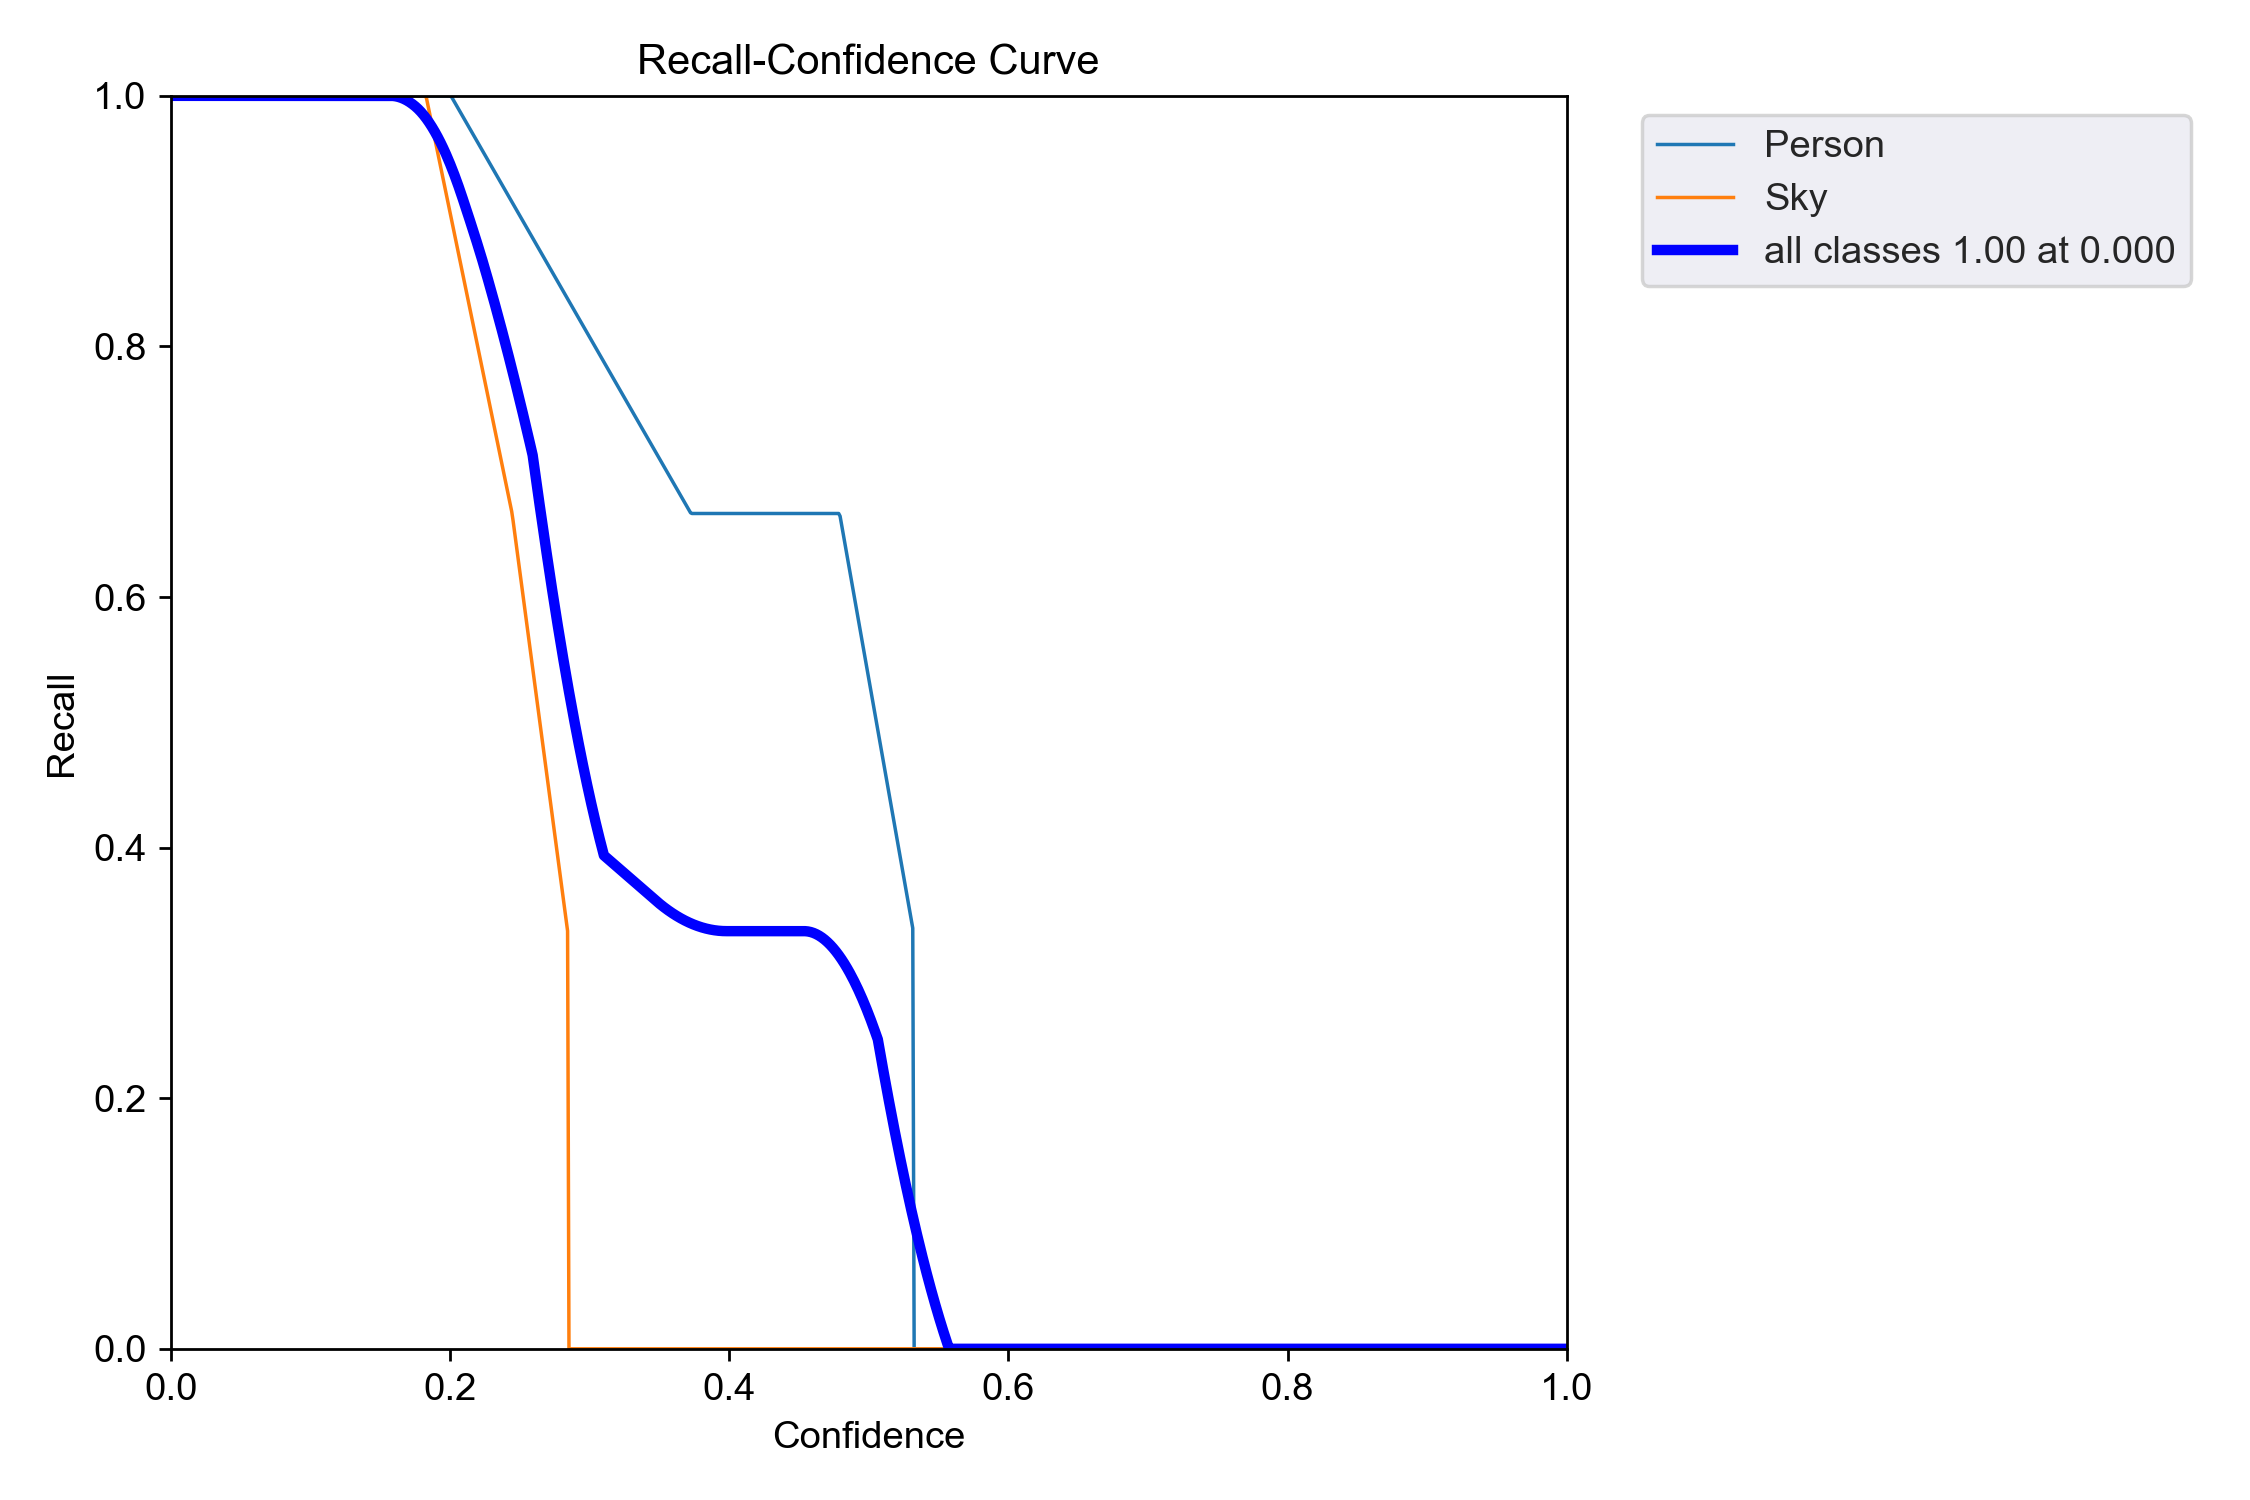 Recall-Confidence Curve
1.0
0.8
0.6
0.4
0.2
0.0
Recall
0.0 0.2 0.4 0.6 0.8 1.0
Confidence
Person
Sky
all classes 1.00 at 0.000